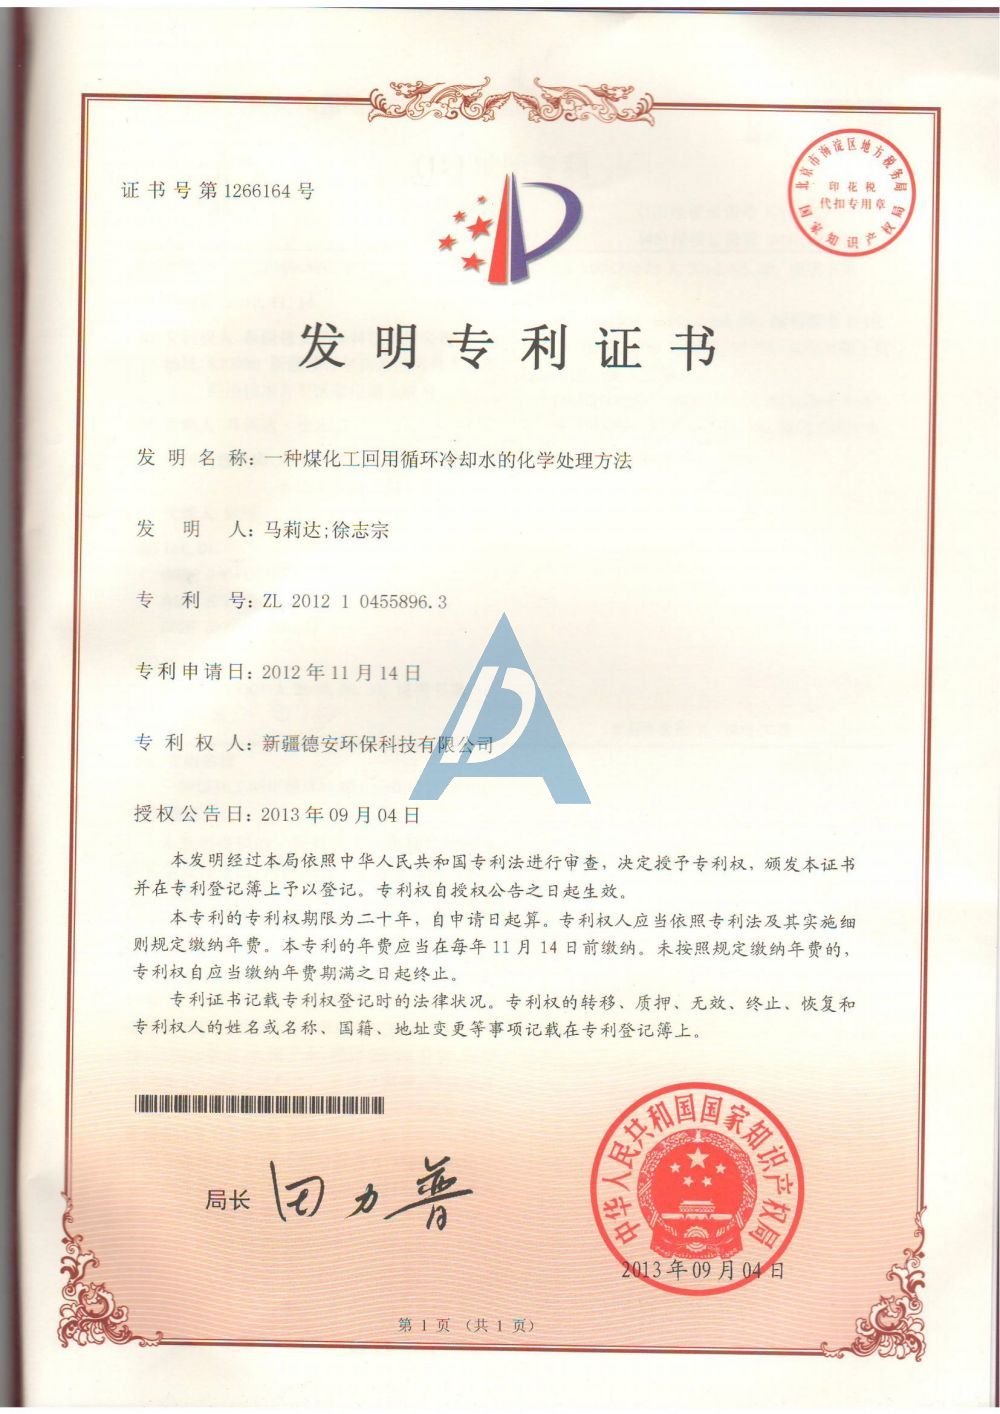 证书号第1266164号
北京市海淀区地方税务局
印花税
代扣专用章
国家知识产权局
发明专利证书
发明名称：一种煤化工回用循环冷却水的化学处理方法
发明人：马莉达;徐志宗
专利号：ZL 2012 1 0455896.3
专利申请日：2012年11月14日
专利权人：新疆德安环保科技有限公司
授权公告日：2013年09月04日
本发明经过本局依照中华人民共和国专利法进行审查，决定授予专利权，颁发本证书
并在专利登记簿上予以登记。专利权自授权公告之日起生效。
本专利的专利权期限为二十年，自申请日起算。专利权人应当依照专利法及其实施细
则规定缴纳年费。本专利的年费应当在每年11月14日前缴纳。未按照规定缴纳年费的，
专利权自应当缴纳年费期满之日起终止。
专利证书记载专利权登记时的法律状况。专利权的转移、质押、无效、终止、恢复和
专利权人的姓名或名称、国籍、地址变更等事项记载在专利登记簿上。
局长 田力普
中华人民共和国国家知识产权局
2013年09月04日
第1页（共1页）